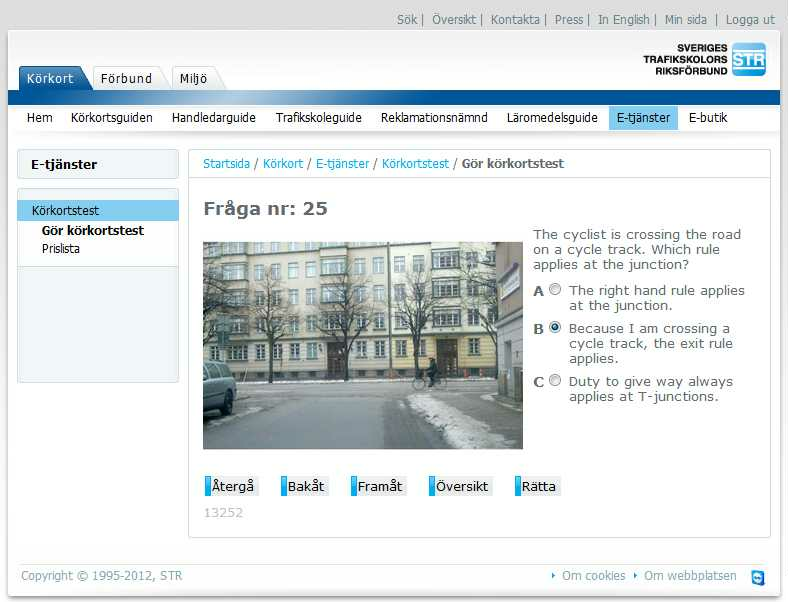 Sök | Översikt | Kontakta | Press | In English | Min sida | Logga ut
SVERIGES
TRAFIKSKOLORS
RIKSFÖRBUND
STR
Körkort Förbund Miljö
Hem Körkortsguiden Handledarguide Trafikskoleguide Reklamationsnämnd Läromedelsguide E-tjänster E-butik
E-tjänster
Startsida / Körkort / E-tjänster / Körkortstest / Gör körkortstest
Körkortstest
Gör körkortstest
Prislista
Fråga nr: 25
The cyclist is crossing the road
on a cycle track. Which rule
applies at the junction?
A The right hand rule applies
at the junction.
B Because I am crossing a
cycle track, the exit rule
applies.
C Duty to give way always
applies at T-junctions.
Återgå Bakåt Framåt Översikt Rätta
13252
Copyright © 1995-2012, STR
Om cookies Om webbplatsen